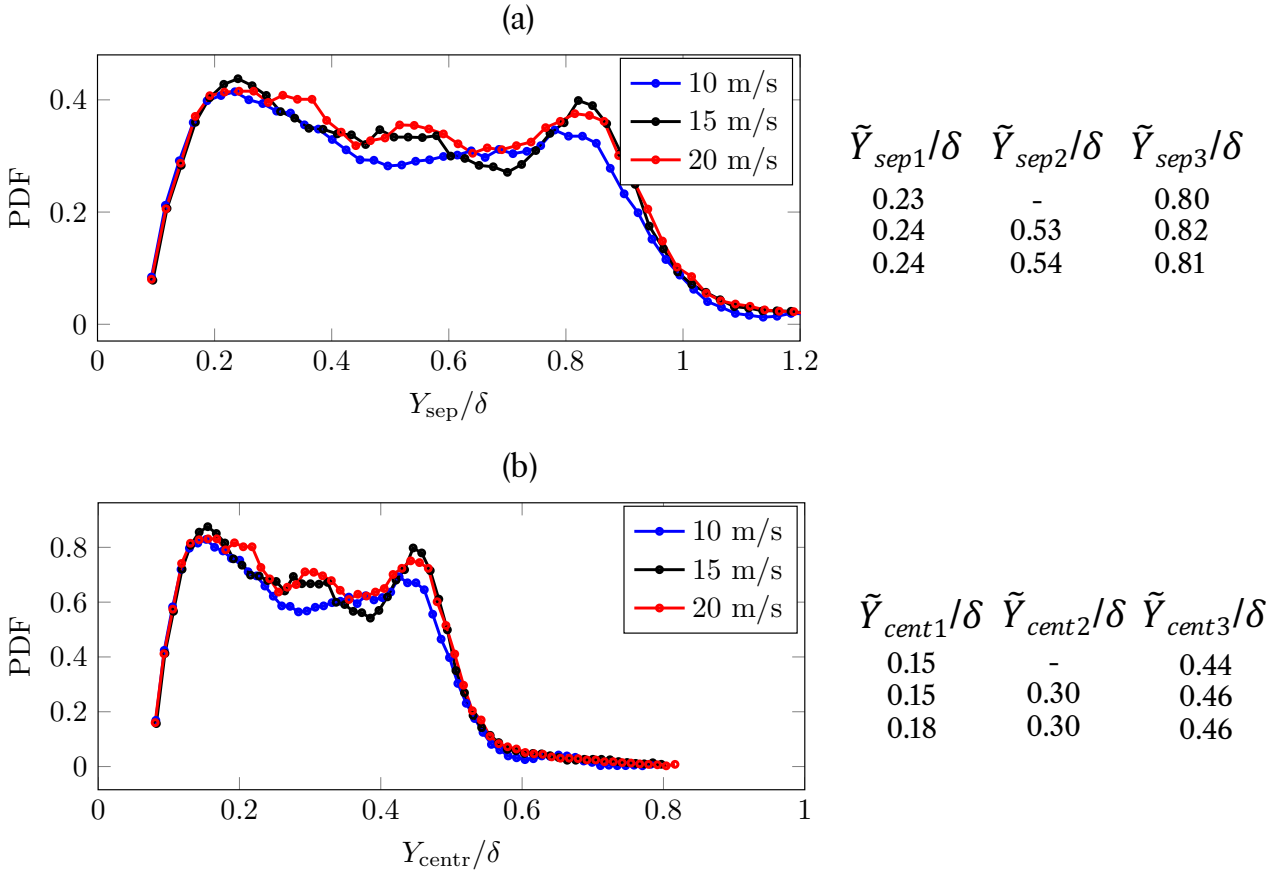 (a)
PDF
0.4
0.2
0
0 0.2 0.4 0.6 0.8 1 1.2
Y_sep/δ
10 m/s
15 m/s
20 m/s
Ỹ_sep1/δ Ỹ_sep2/δ Ỹ_sep3/δ
0.23 - 0.80
0.24 0.53 0.82
0.24 0.54 0.81
(b)
PDF
0.8
0.6
0.4
0.2
0
0 0.2 0.4 0.6 0.8 1
Y_centr/δ
10 m/s
15 m/s
20 m/s
Ỹ_cent1/δ Ỹ_cent2/δ Ỹ_cent3/δ
0.15 - 0.44
0.15 0.30 0.46
0.18 0.30 0.46